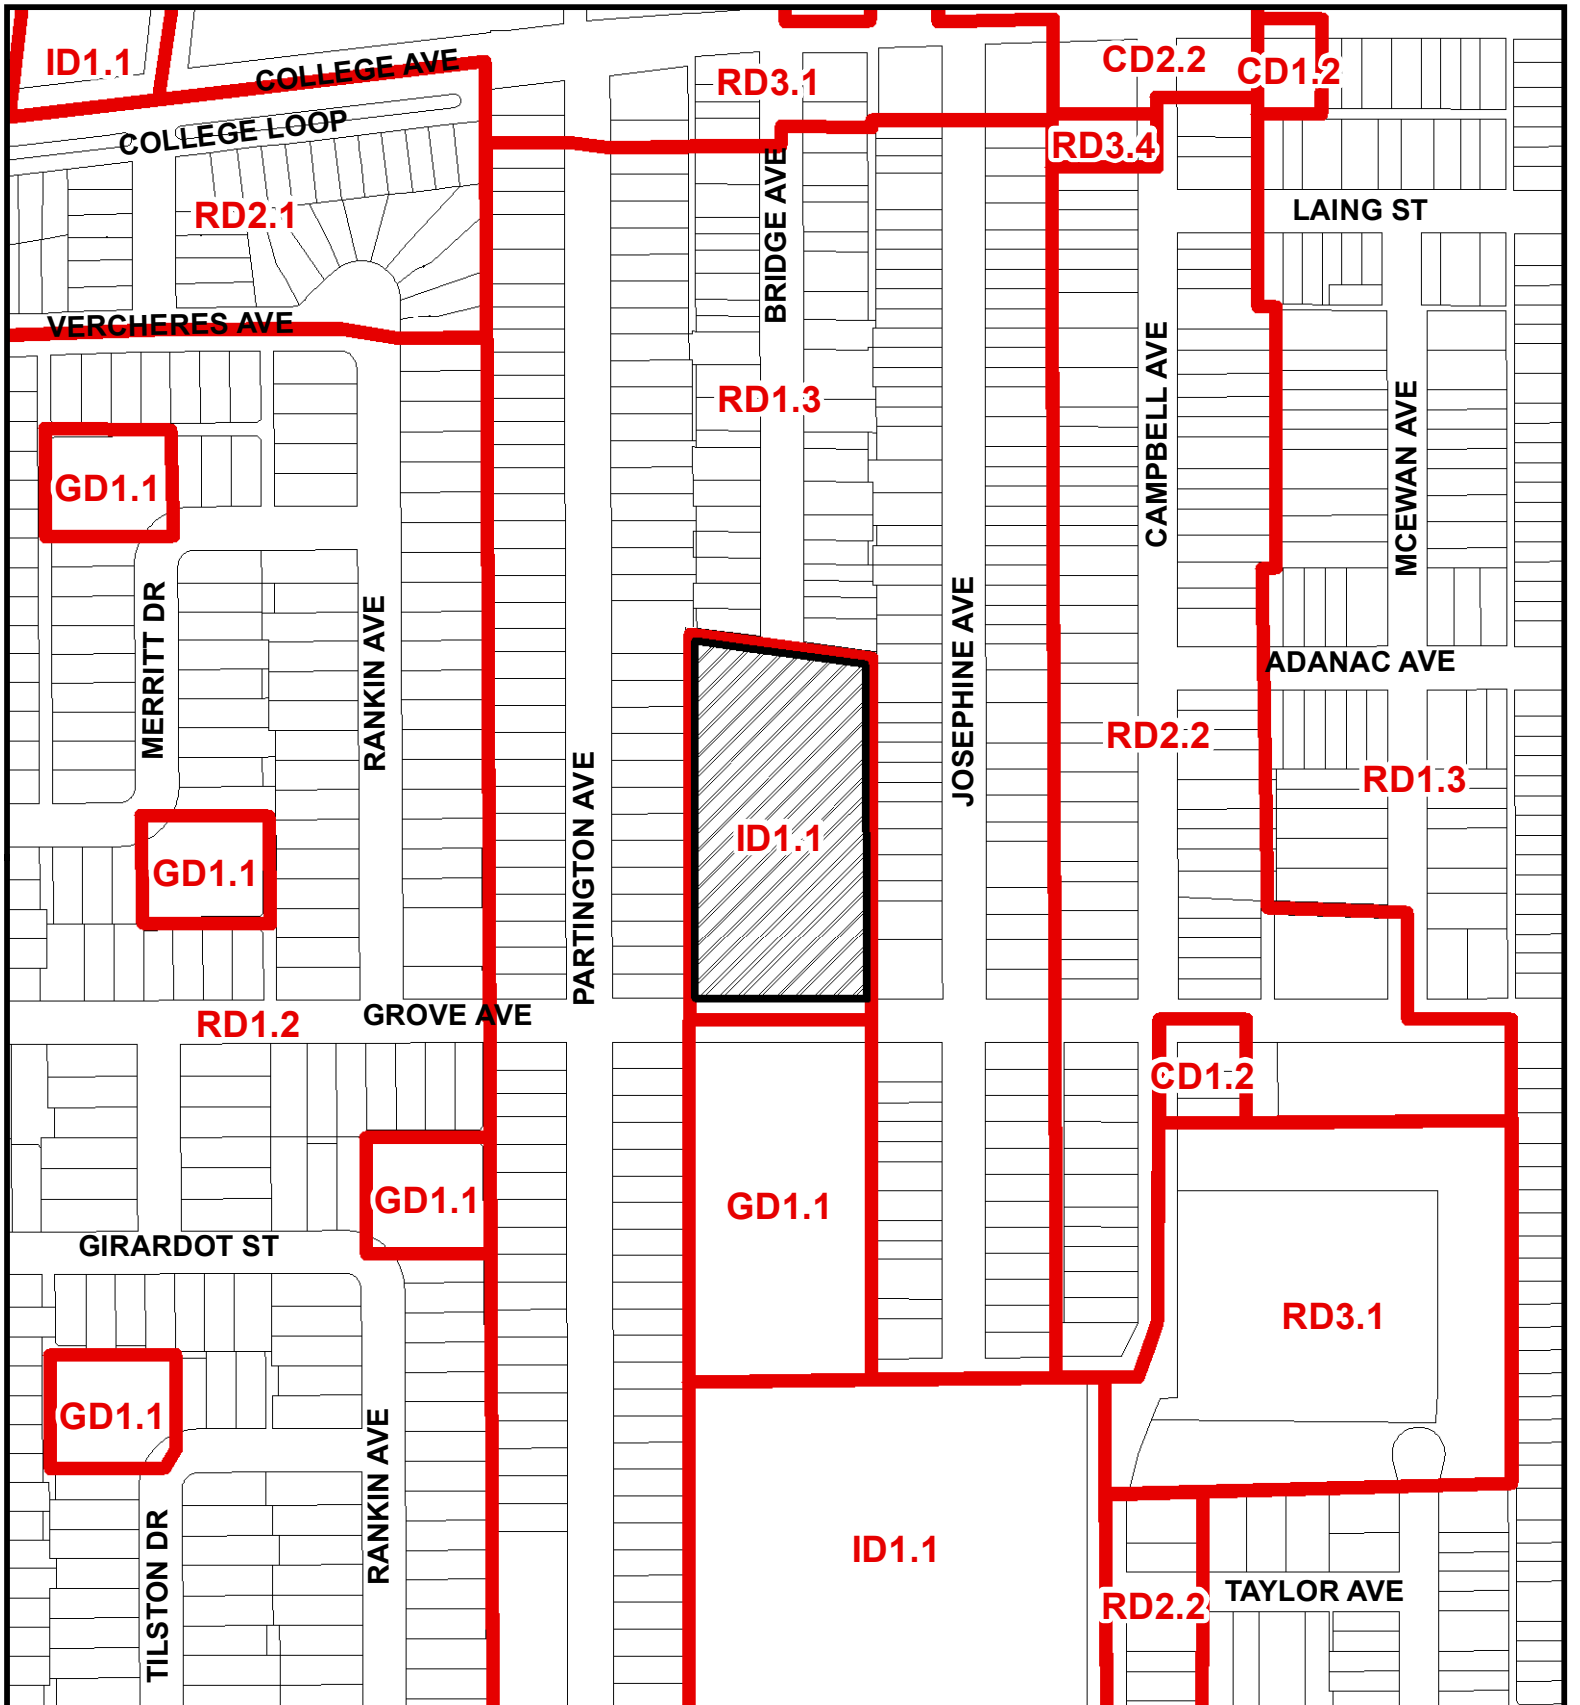 ID1.1
COLLEGE AVE
RD3.1
CD2.2
CD1.2
COLLEGE LOOP
RD3.4
RD2.1
LAING ST
BRIDGE AVE
VERCHERES AVE
RD1.3
CAMPBELL AVE
MCEWAN AVE
GD1.1
MERRITT DR
RANKIN AVE
JOSEPHINE AVE
ADANAC AVE
RD2.2
RD1.3
PARTINGTON AVE
ID1.1
GD1.1
GROVE AVE
RD1.2
CD1.2
GD1.1
GD1.1
GIRARDOT ST
RD3.1
GD1.1
RANKIN AVE
TILSTON DR
ID1.1
TAYLOR AVE
RD2.2